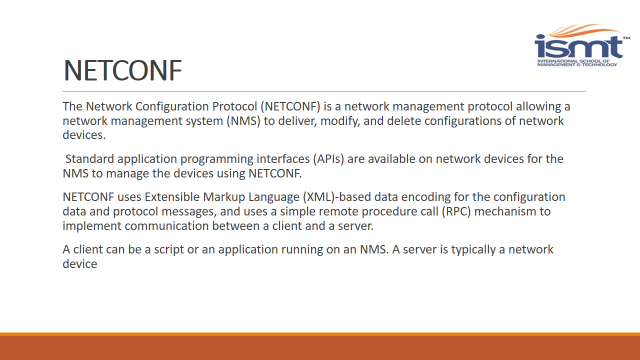 ismt™
INTERNATIONAL SCHOOL OF
MANAGEMENT & TECHNOLOGY
NETCONF
The Network Configuration Protocol (NETCONF) is a network management protocol allowing a
network management system (NMS) to deliver, modify, and delete configurations of network
devices.
Standard application programming interfaces (APIs) are available on network devices for the
NMS to manage the devices using NETCONF.
NETCONF uses Extensible Markup Language (XML)-based data encoding for the configuration
data and protocol messages, and uses a simple remote procedure call (RPC) mechanism to
implement communication between a client and a server.
A client can be a script or an application running on an NMS. A server is typically a network
device